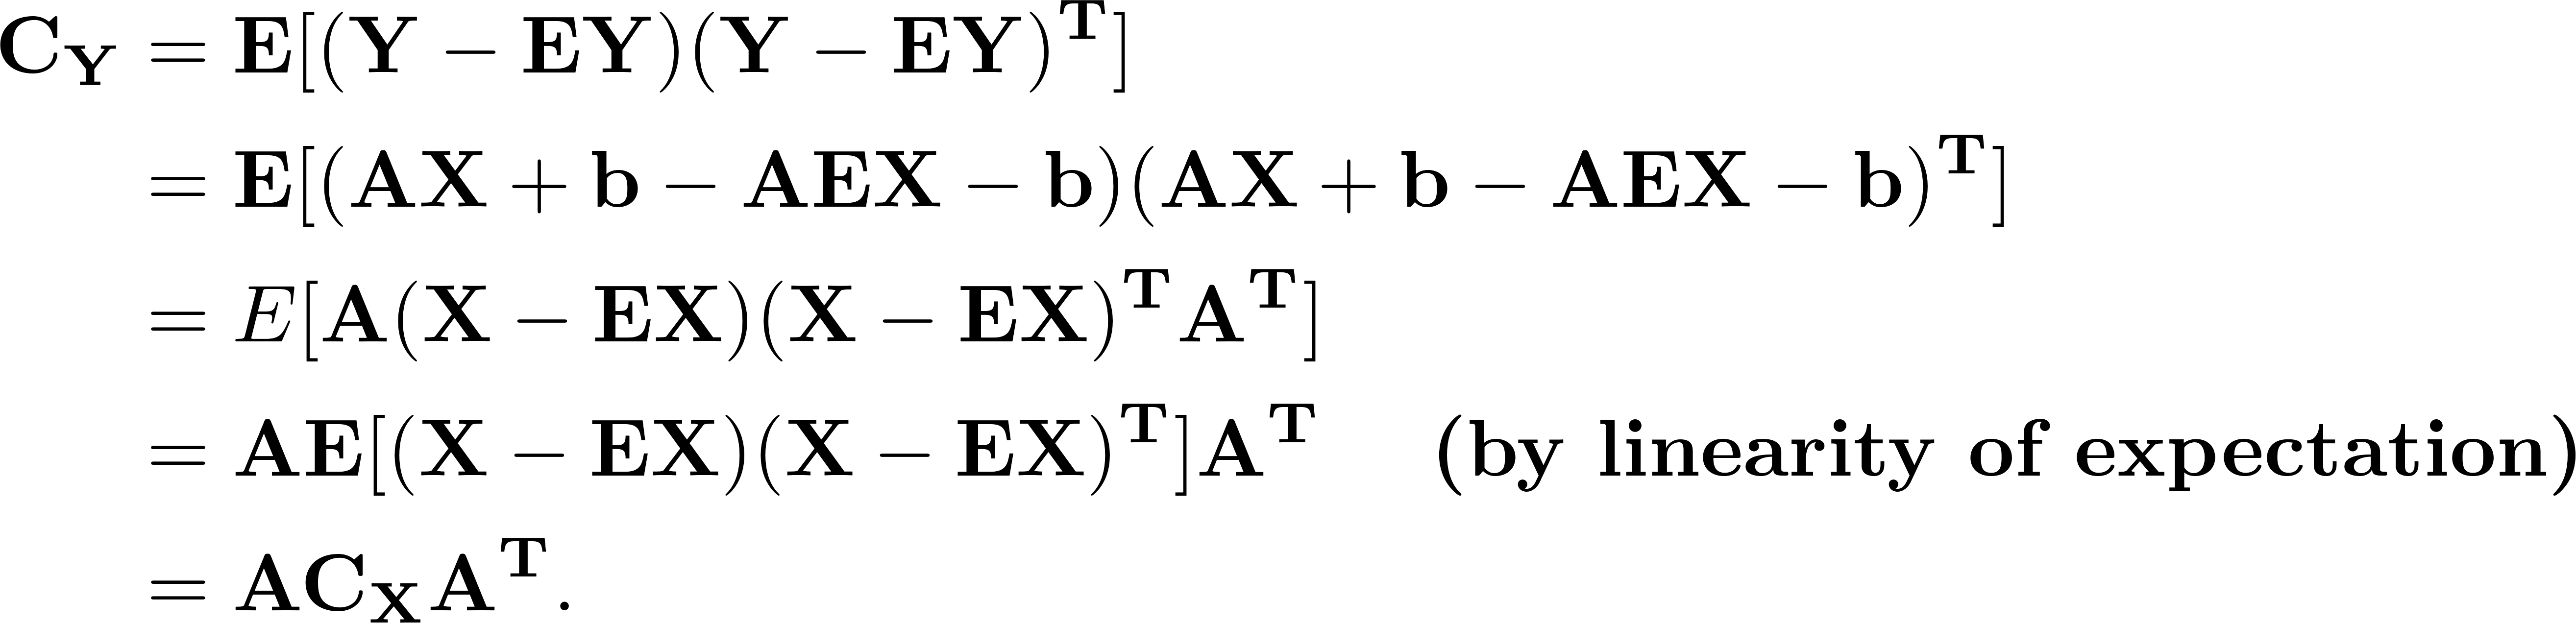 C_Y = E[(Y − EY)(Y − EY)^T]
= E[(AX + b − AEX − b)(AX + b − AEX − b)^T]
= E[A(X − EX)(X − EX)^T A^T]
= AE[(X − EX)(X − EX)^T]A^T (by linearity of expectation)
= AC_X A^T.